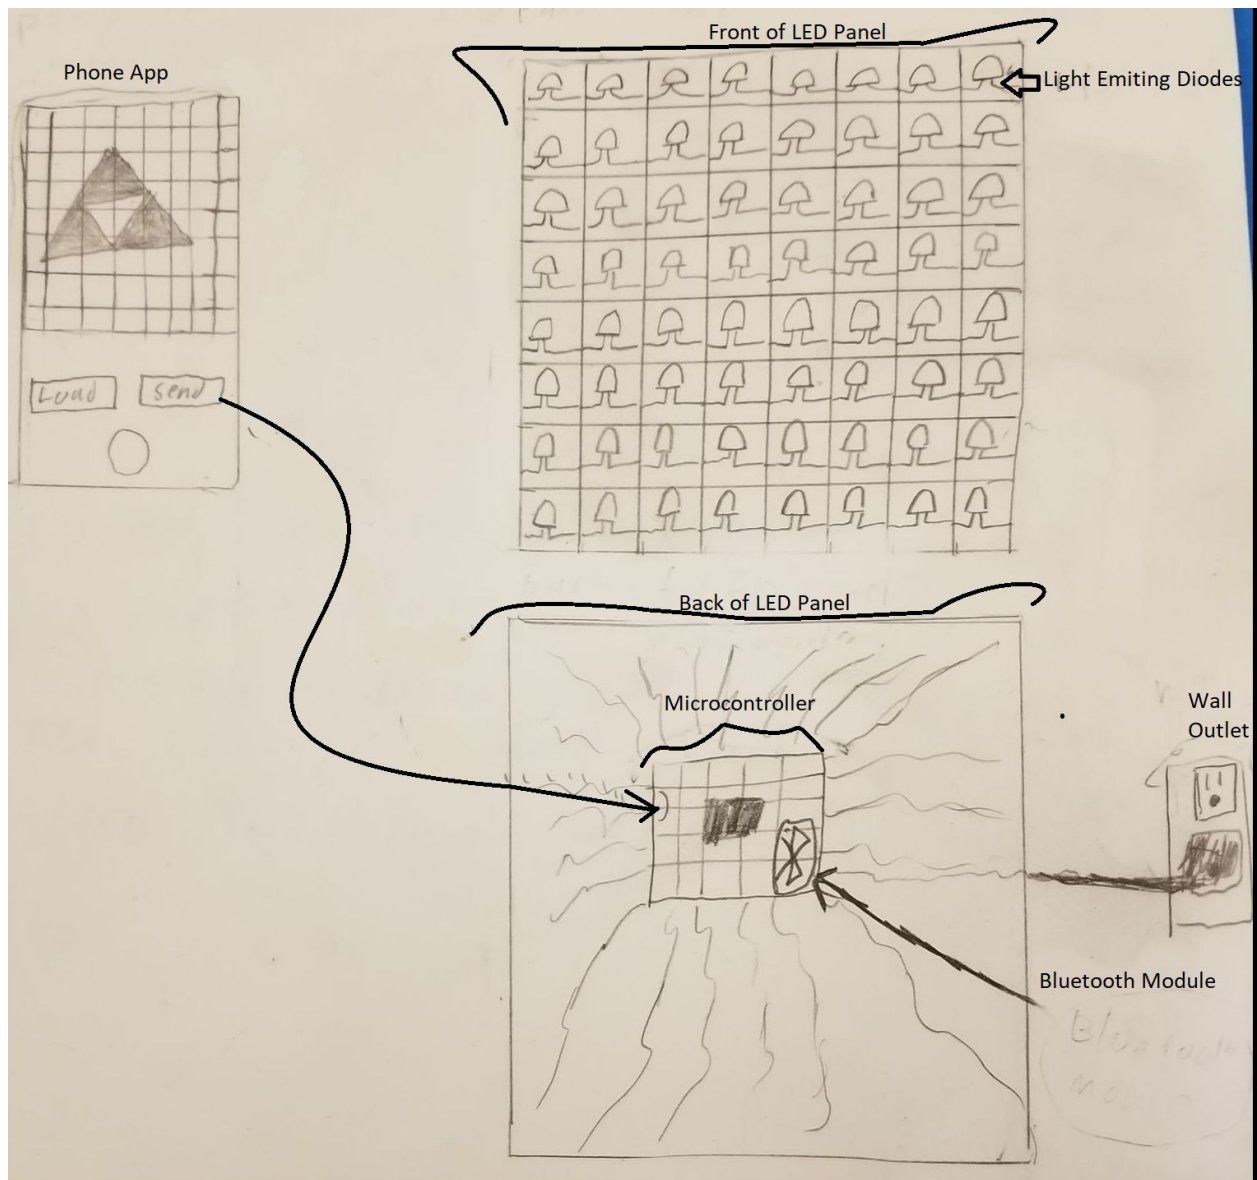 Front of LED Panel
Phone App
Light Emiting Diodes
Load
Send
Back of LED Panel
Microcontroller
Wall
Outlet
Bluetooth Module
Bluetooth